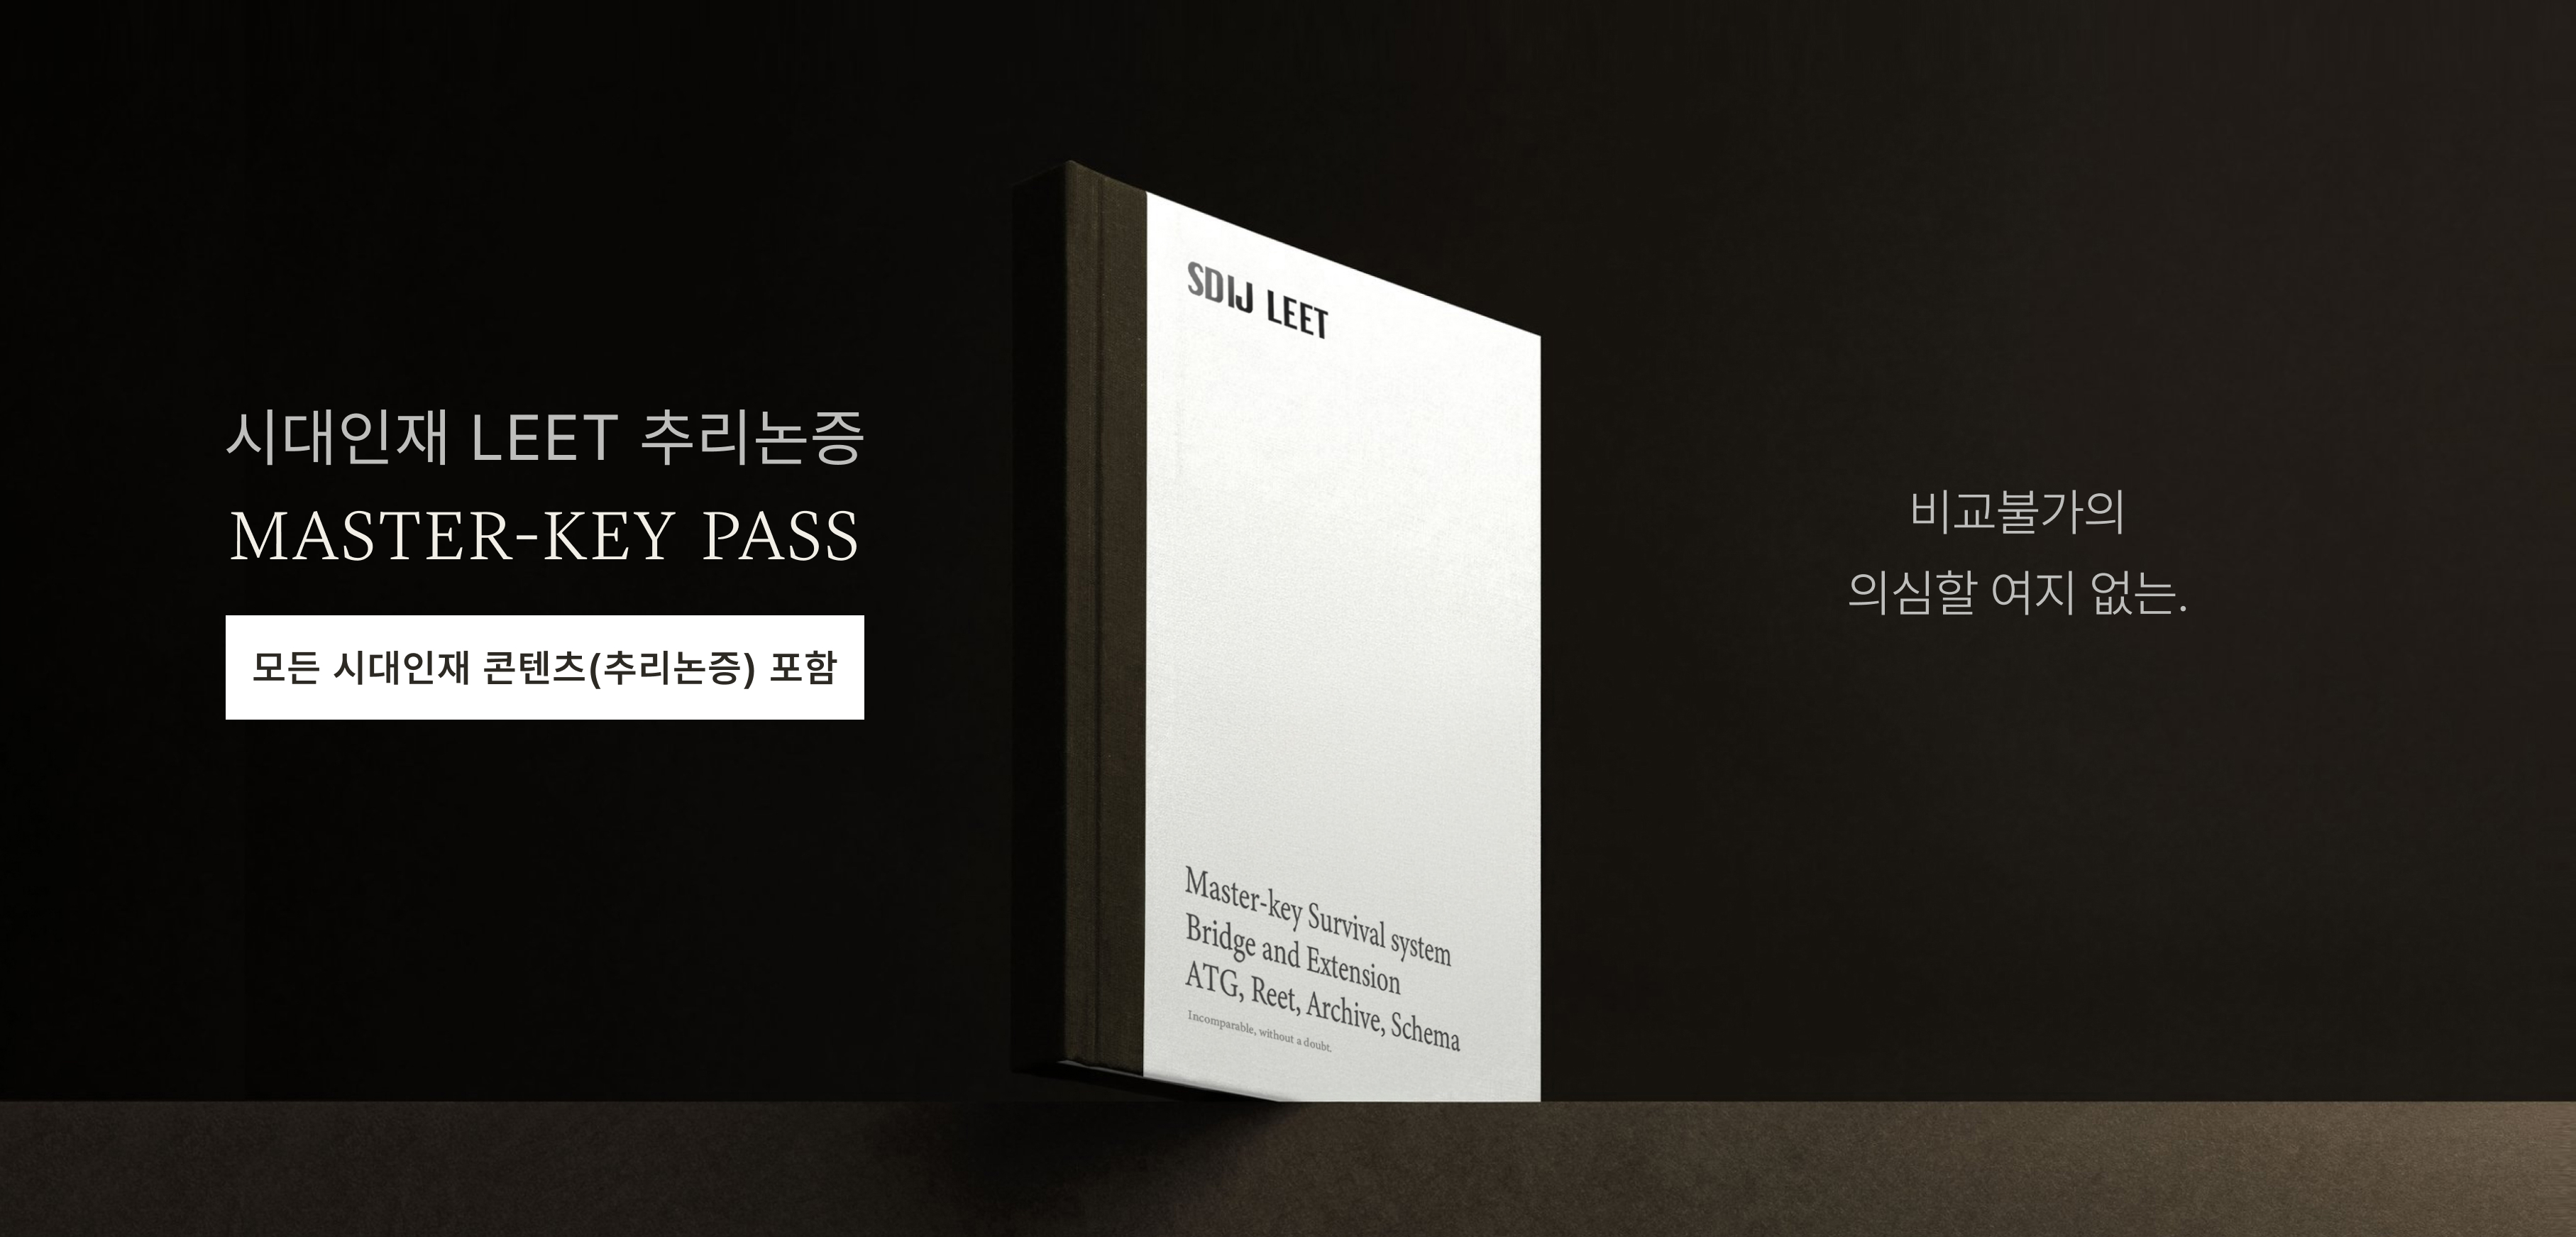 시대인재 LEET 추리논증
MASTER-KEY PASS
모든 시대인재 콘텐츠(추리논증) 포함
SDIJ LEET
Master-key Survival system
Bridge and Extension
ATG, Reet, Archive, Schema
Incomparable, without a doubt.
비교불가의
의심할 여지 없는.